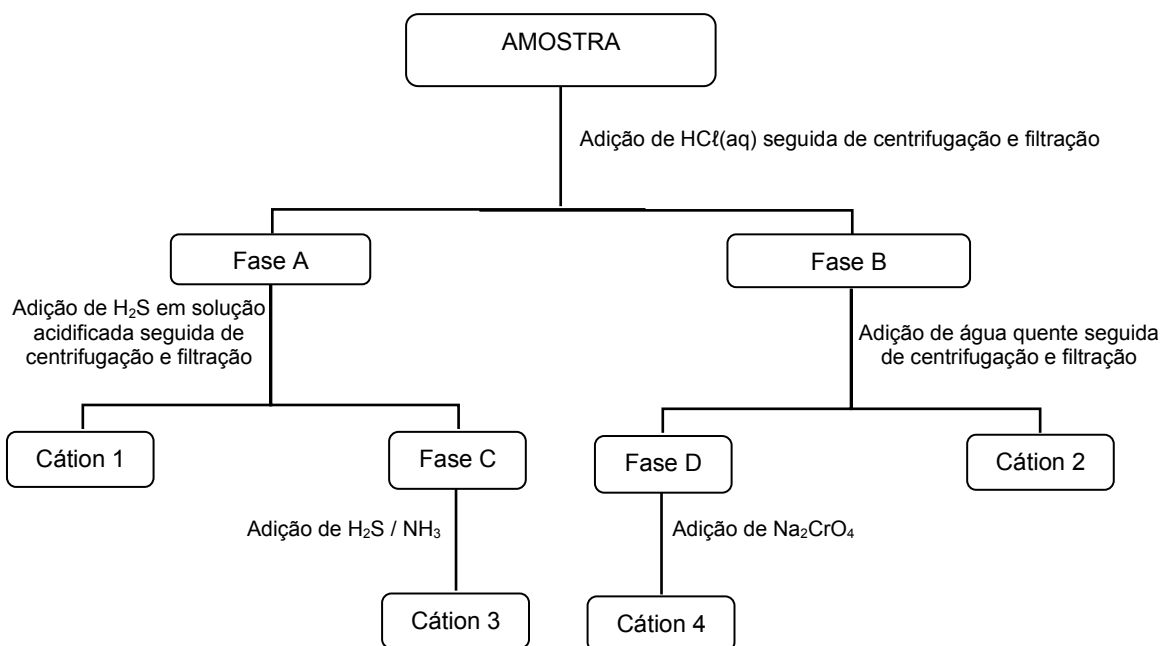 AMOSTRA
Adição de HCℓ(aq) seguida de centrifugação e filtração
Fase A
Fase B
Adição de H₂S em solução
acidificada seguida de
centrifugação e filtração
Adição de água quente seguida
de centrifugação e filtração
Cátion 1
Fase C
Fase D
Cátion 2
Adição de H₂S / NH₃
Adição de Na₂CrO₄
Cátion 3
Cátion 4